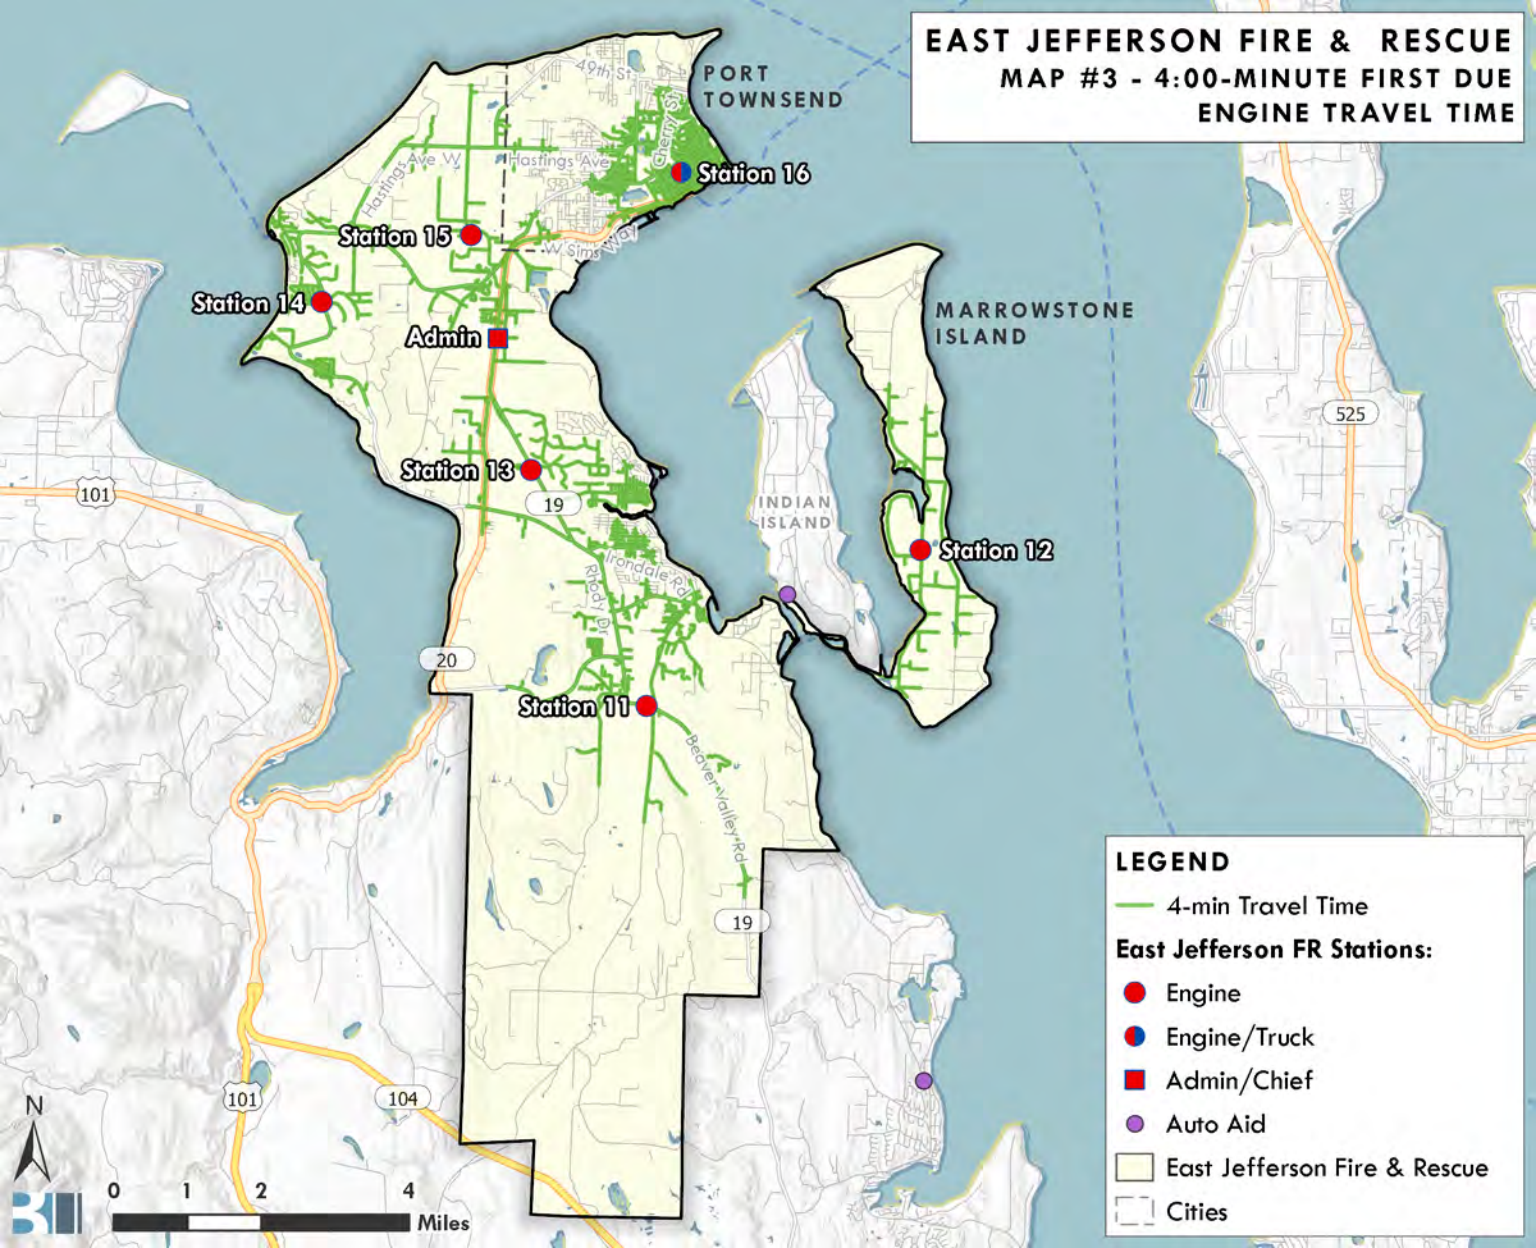 EAST JEFFERSON FIRE & RESCUE
MAP #3 - 4:00-MINUTE FIRST DUE
ENGINE TRAVEL TIME
49th St
PORT
TOWNSEND
Cherry St
Hastings Ave W
Hastings Ave
Station 16
Station 15
W Sims Way
Station 14
Admin
MARROWSTONE
ISLAND
525
Station 13
101
19
INDIAN
ISLAND
Station 12
Irondale Rd
Rhody Dr
20
Station 11
Beaver Valley Rd
19
101
104
N
0 1 2 4
Miles
LEGEND
4-min Travel Time
East Jefferson FR Stations:
Engine
Engine/Truck
Admin/Chief
Auto Aid
East Jefferson Fire & Rescue
Cities